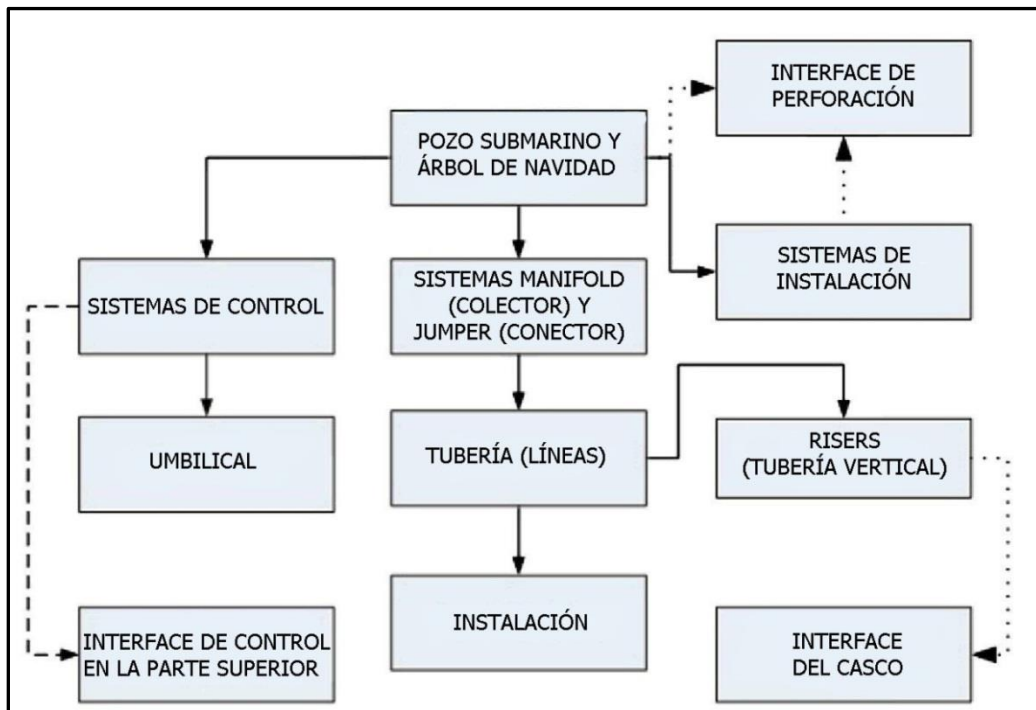 INTERFACE DE
PERFORACIÓN
POZO SUBMARINO Y
ÁRBOL DE NAVIDAD
SISTEMAS DE CONTROL
SISTEMAS MANIFOLD
(COLECTOR) Y
JUMPER (CONECTOR)
SISTEMAS DE
INSTALACIÓN
UMBILICAL
TUBERÍA (LÍNEAS)
RISERS
(TUBERÍA VERTICAL)
INTERFACE DE CONTROL
EN LA PARTE SUPERIOR
INSTALACIÓN
INTERFACE
DEL CASCO